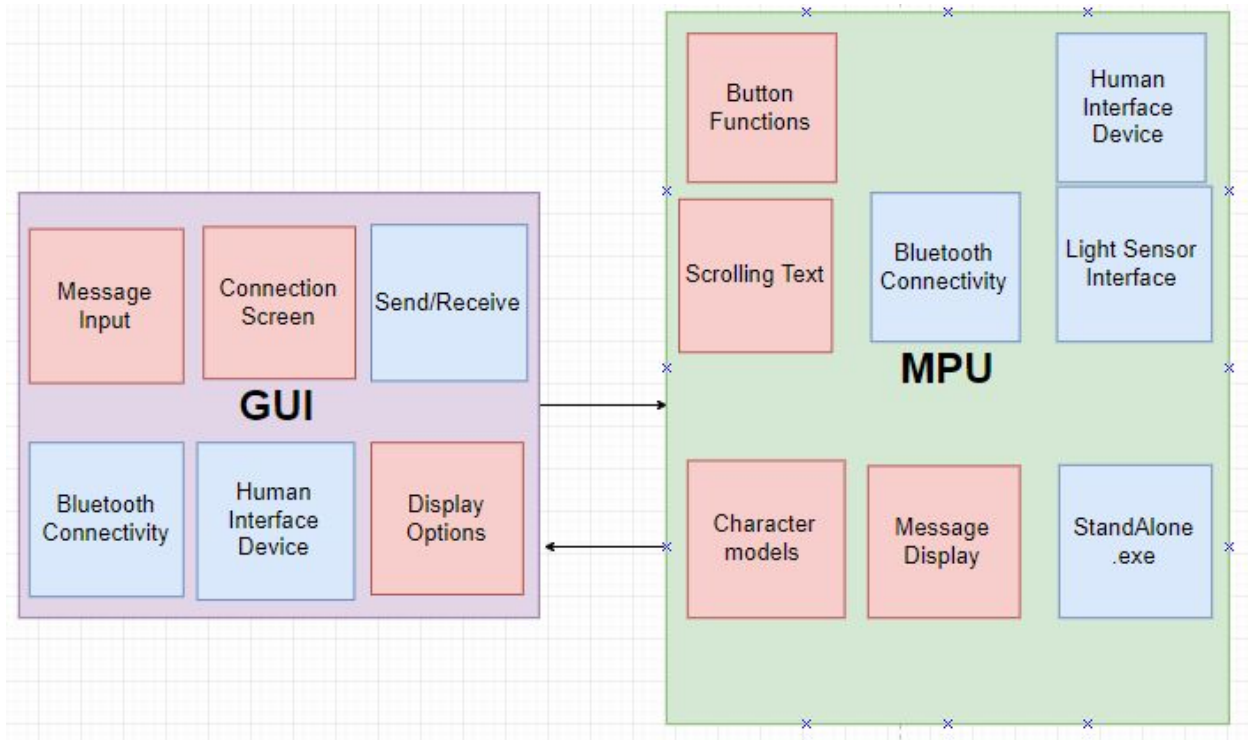 Message
Input
Connection
Screen
Send/Receive
GUI
Bluetooth
Connectivity
Human
Interface
Device
Display
Options
Button
Functions
Human
Interface
Device
Scrolling Text
Bluetooth
Connectivity
Light Sensor
Interface
MPU
Character
models
Message
Display
StandAlone
.exe